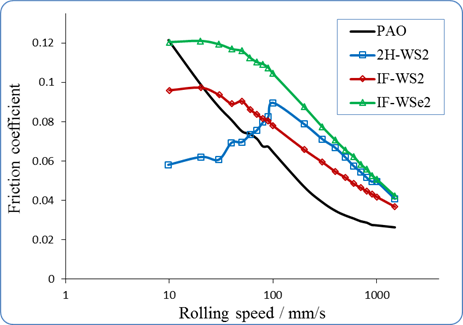 0.12
0.1
0.08
0.06
0.04
0.02
0
1
10
100
1000
Friction coefficient
Rolling speed / mm/s
PAO
2H-WS2
IF-WS2
IF-WSe2